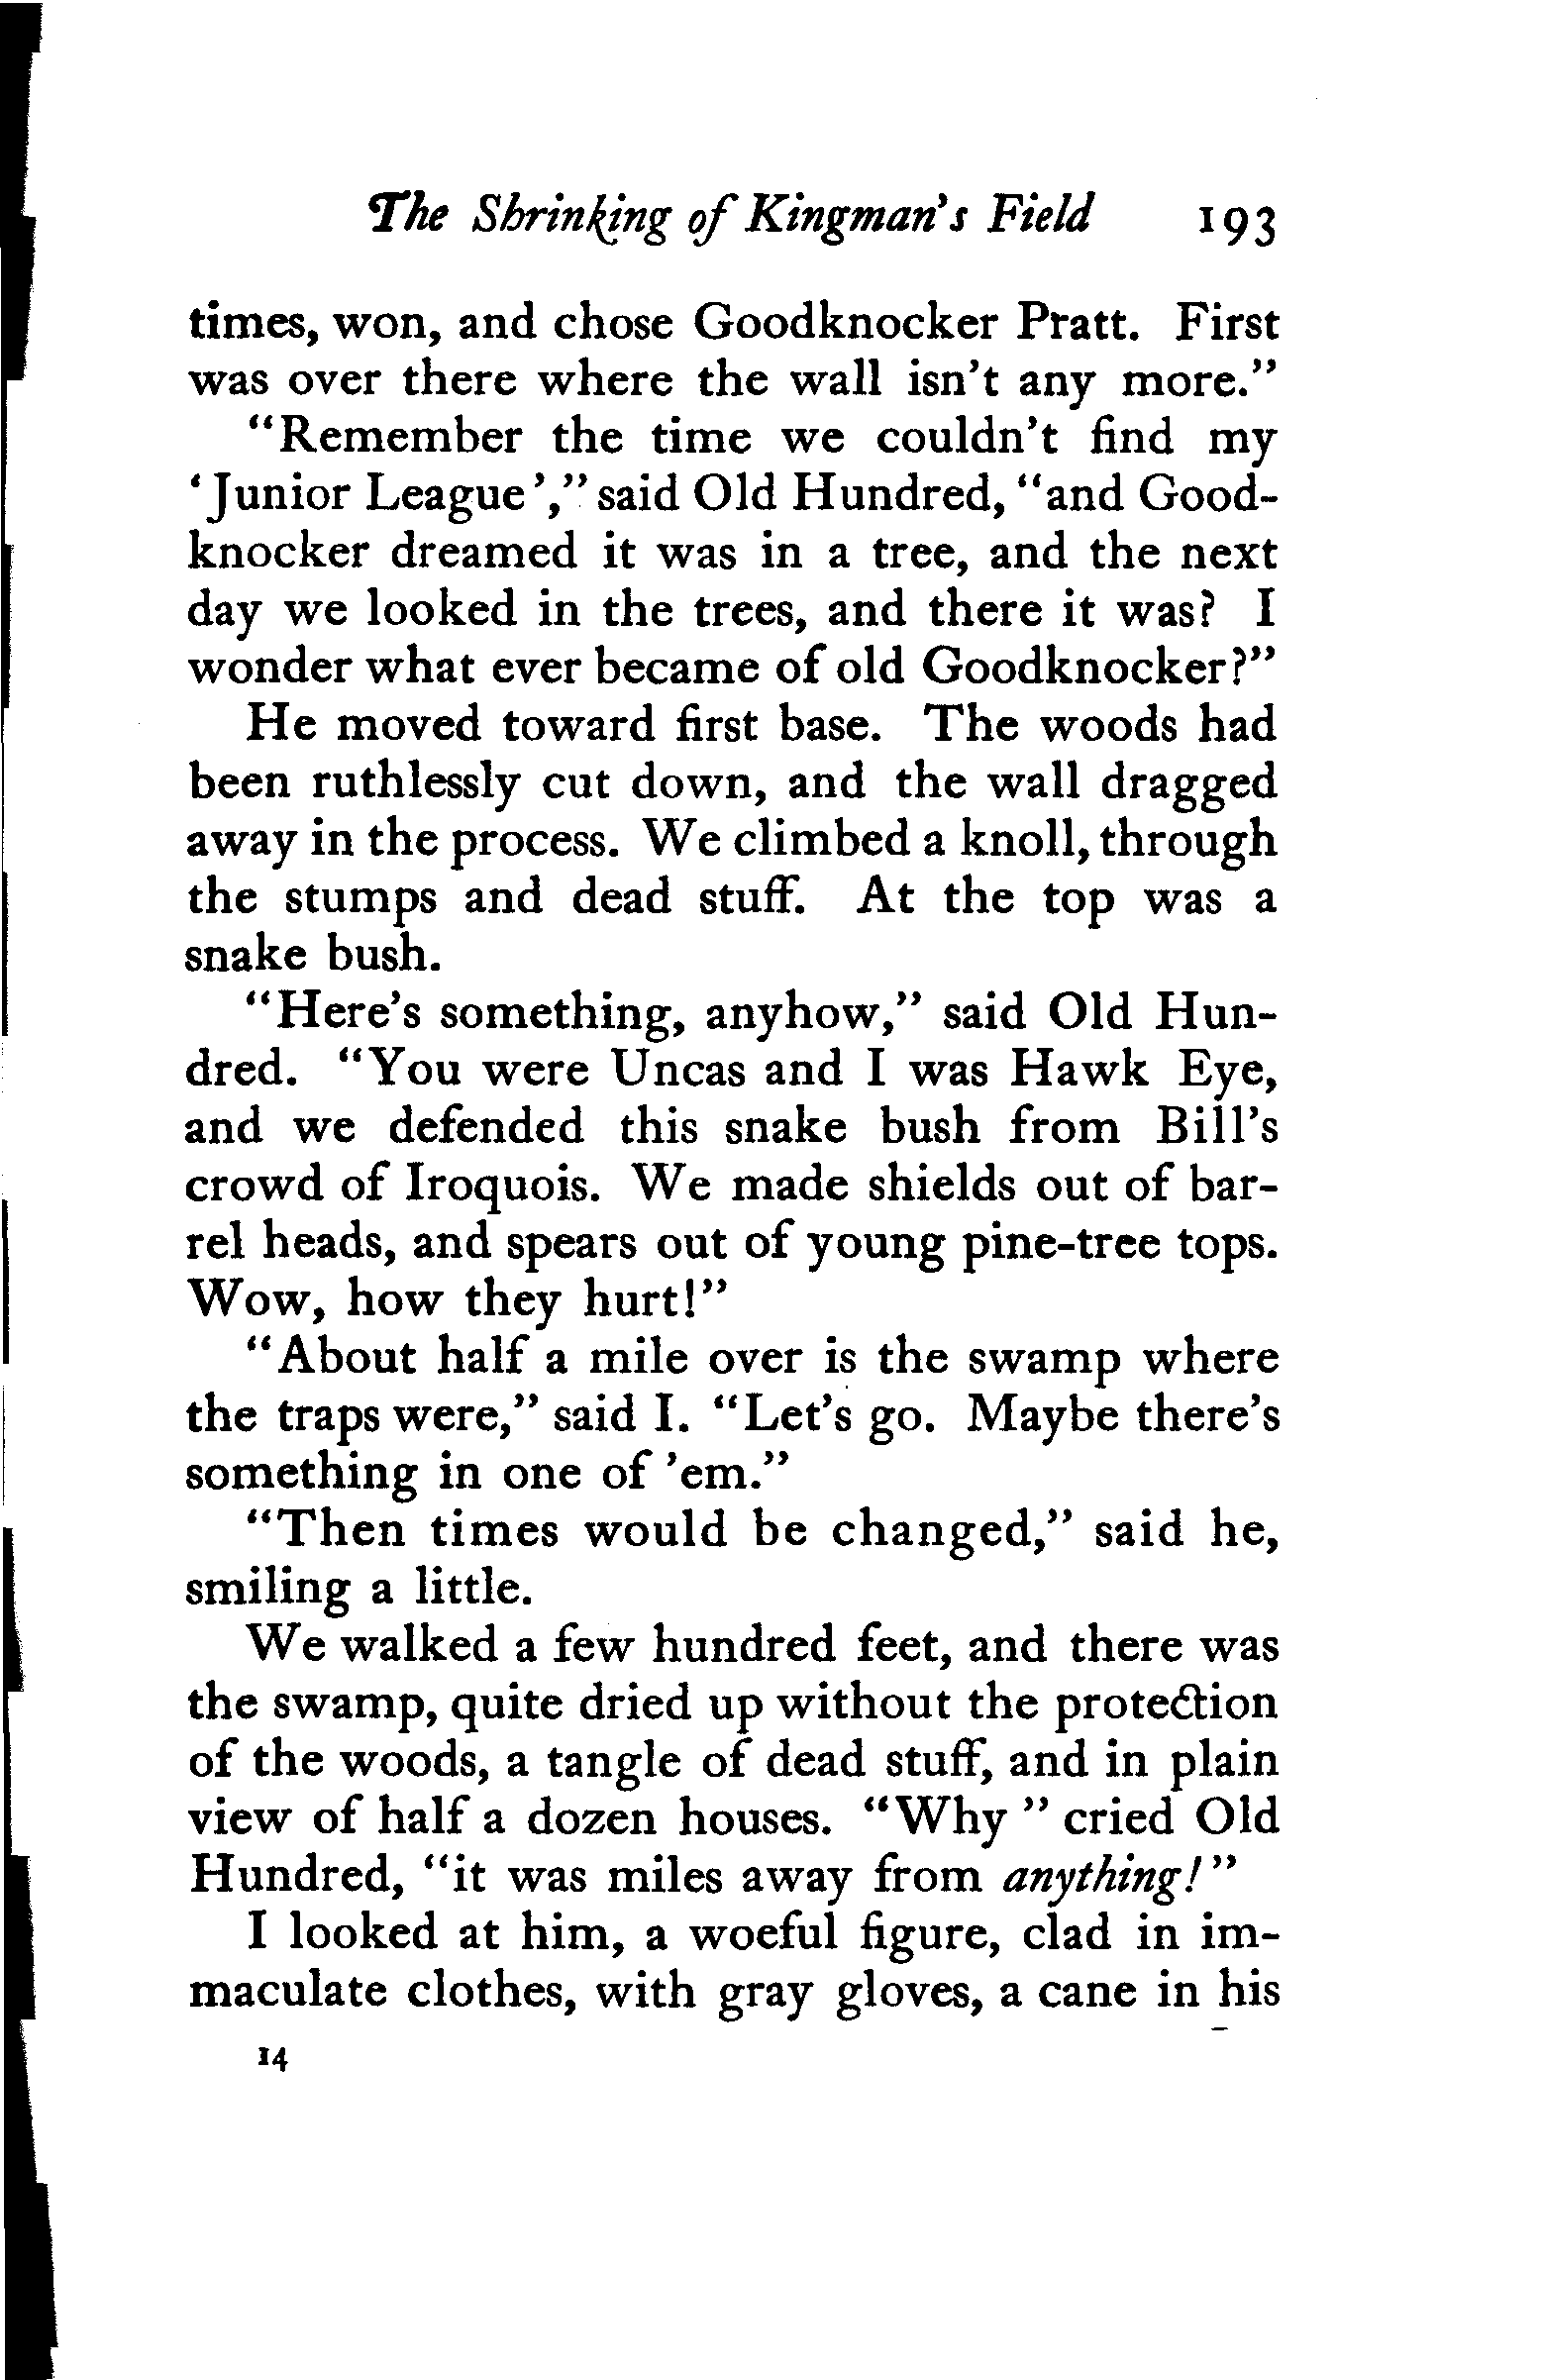 The Shrinking of Kingman's Field 193
times, won, and chose Goodknocker Pratt. First
was over there where the wall isn't any more."
"Remember the time we couldn't find my
'Junior League'," said Old Hundred, "and Good-
knocker dreamed it was in a tree, and the next
day we looked in the trees, and there it was? I
wonder what ever became of old Goodknocker?"
He moved toward first base. The woods had
been ruthlessly cut down, and the wall dragged
away in the process. We climbed a knoll, through
the stumps and dead stuff. At the top was a
snake bush.
"Here's something, anyhow," said Old Hun-
dred. "You were Uncas and I was Hawk Eye,
and we defended this snake bush from Bill's
crowd of Iroquois. We made shields out of bar-
rel heads, and spears out of young pine-tree tops.
Wow, how they hurt!"
"About half a mile over is the swamp where
the traps were," said I. "Let's go. Maybe there's
something in one of 'em."
"Then times would be changed," said he,
smiling a little.
We walked a few hundred feet, and there was
the swamp, quite dried up without the protection
of the woods, a tangle of dead stuff, and in plain
view of half a dozen houses. "Why " cried Old
Hundred, "it was miles away from anything!"
I looked at him, a woeful figure, clad in im-
maculate clothes, with gray gloves, a cane in his
14